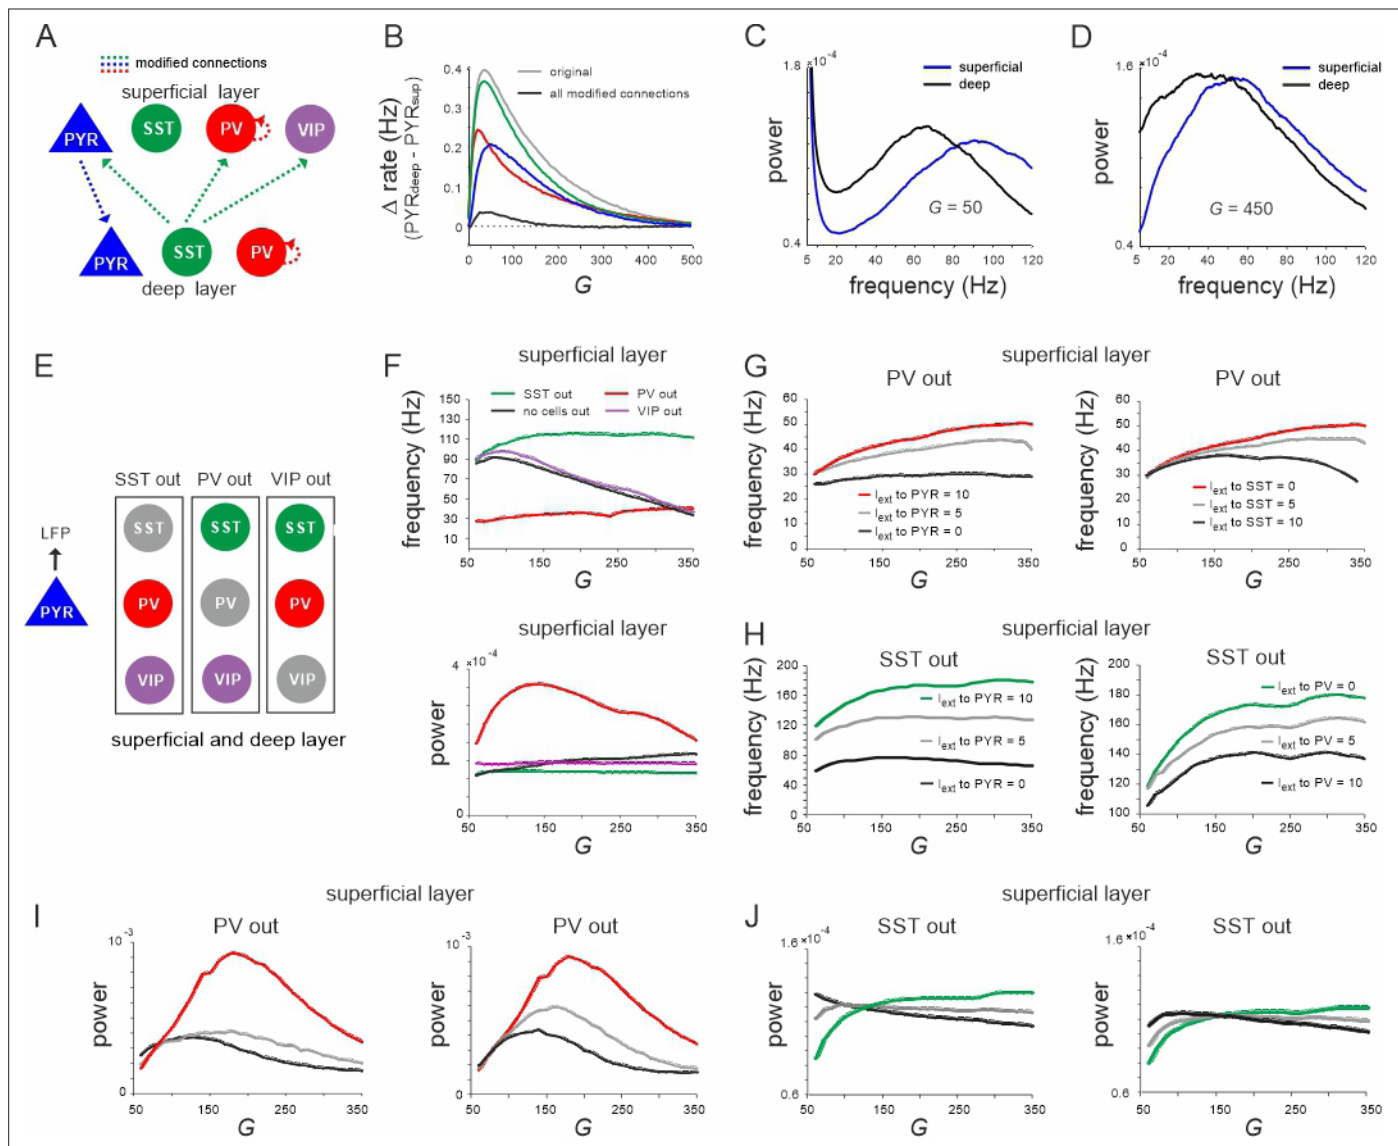 A
modified connections
superficial layer
PYR
SST
PV
VIP
PYR
SST
PV
deep layer
B
Δ rate (Hz)
(PYRdeep - PYRsup)
0.4
0.3
0.2
0.1
0
original
all modified connections
0 100 200 300 400 500
G
C
1.8 ×10⁻⁴
superficial
deep
power
G = 50
0.4
5 20 40 60 80 100 120
frequency (Hz)
D
1.6 ×10⁻⁴
superficial
deep
power
G = 450
0.4
5 20 40 60 80 100 120
frequency (Hz)
E
SST out PV out VIP out
LFP
PYR
SST SST SST
PV PV PV
VIP VIP VIP
superficial and deep layer
F
superficial layer
frequency (Hz)
150
130
110
90
70
50
30
10
SST out PV out
no cells out VIP out
50 150 250 350
G
superficial layer
4 ×10⁻⁴
power
0
50 150 250 350
G
G
superficial layer
PV out
frequency (Hz)
60
50
40
30
20
10
0
Iext to PYR = 10
Iext to PYR = 5
Iext to PYR = 0
50 150 250 350
G
PV out
frequency (Hz)
60
50
40
30
20
10
0
Iext to SST = 0
Iext to SST = 5
Iext to SST = 10
50 150 250 350
G
H
superficial layer
SST out
frequency (Hz)
200
160
120
80
40
0
Iext to PYR = 10
Iext to PYR = 5
Iext to PYR = 0
50 150 250 350
G
SST out
frequency (Hz)
200
180
160
140
120
100
Iext to PV = 0
Iext to PV = 5
Iext to PV = 10
50 150 250 350
G
I
superficial layer
PV out
10⁻³
power
0
50 150 250 350
G
PV out
10⁻³
power
0
50 150 250 350
G
J
superficial layer
SST out
1.6 ×10⁻⁴
power
0.6
50 150 250 350
G
SST out
1.6 ×10⁻⁴
power
0.6
50 150 250 350
G